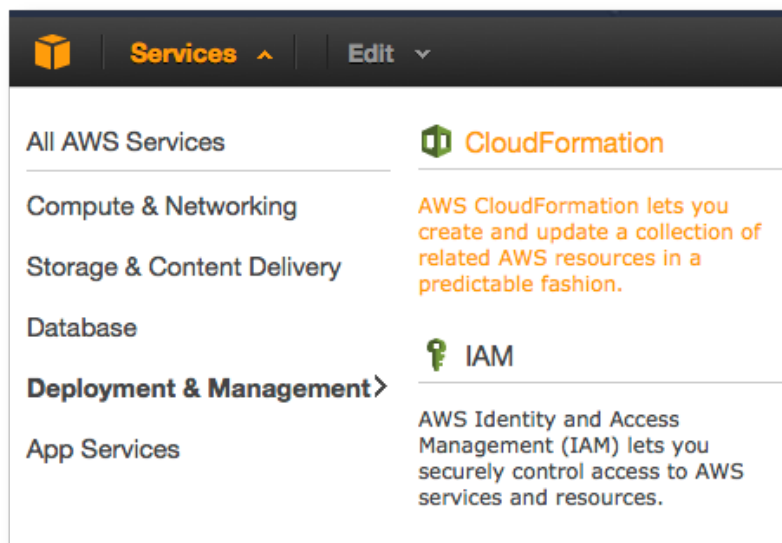 Services
Edit
All AWS Services
Compute & Networking
Storage & Content Delivery
Database
Deployment & Management
App Services
CloudFormation
AWS CloudFormation lets you
create and update a collection of
related AWS resources in a
predictable fashion.
IAM
AWS Identity and Access
Management (IAM) lets you
securely control access to AWS
services and resources.